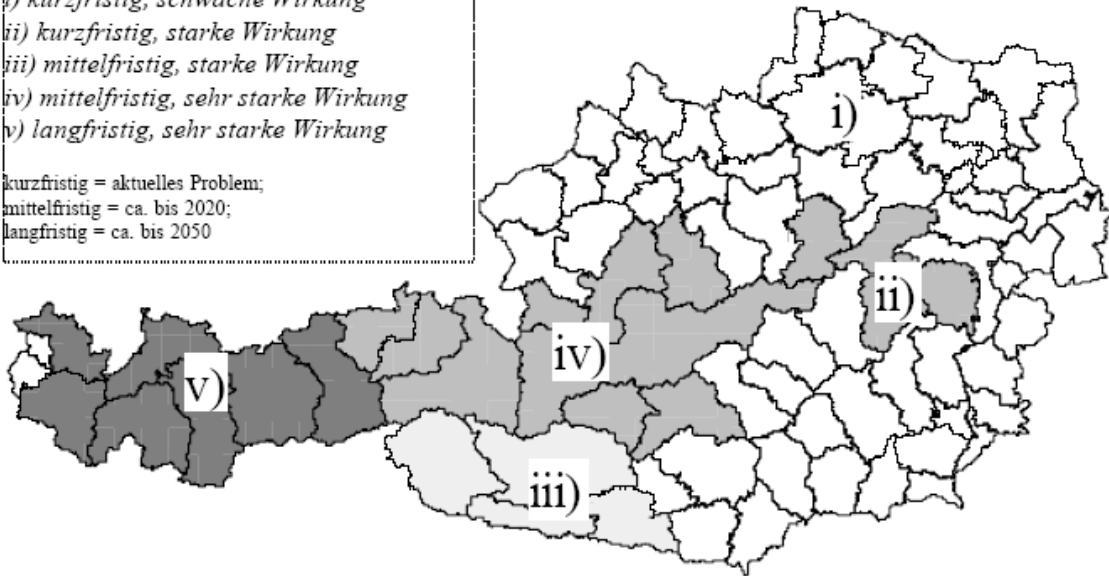 i) kurzfristig, schwache Wirkung
ii) kurzfristig, starke Wirkung
iii) mittelfristig, starke Wirkung
iv) mittelfristig, sehr starke Wirkung
v) langfristig, sehr starke Wirkung
kurzfristig = aktuelles Problem;
mittelfristig = ca. bis 2020;
langfristig = ca. bis 2050
i)
ii)
iv)
v)
iii)